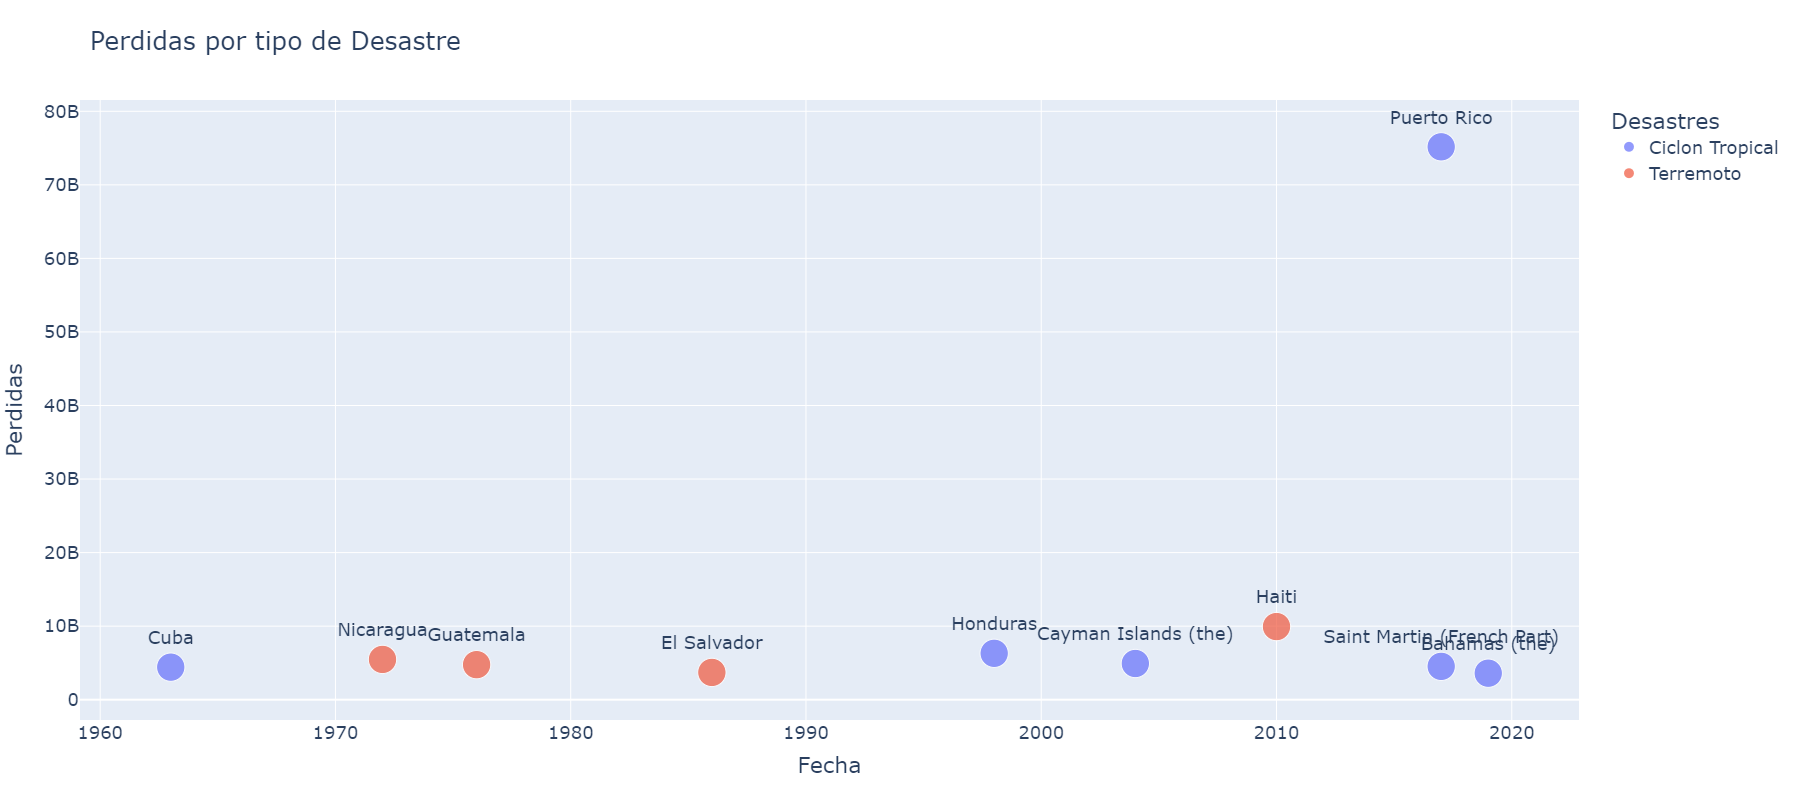 Perdidas por tipo de Desastre
80B
70B
60B
50B
40B
30B
20B
10B
0
Perdidas
Puerto Rico
Haiti
Honduras
Nicaragua
Cayman Islands (the)
Guatemala
Saint Martin (French Part)
Cuba
El Salvador
Bahamas (the)
1960
1970
1980
1990
2000
2010
2020
Fecha
Desastres
Ciclon Tropical
Terremoto